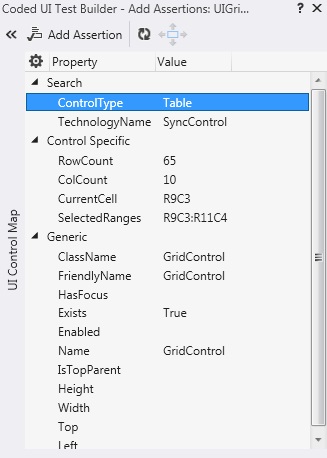 Coded UI Test Builder - Add Assertions: UIGri...
Add Assertion
Property Value
Search
ControlType Table
TechnologyName SyncControl
Control Specific
RowCount 65
ColCount 10
CurrentCell R9C3
SelectedRanges R9C3:R11C4
Generic
ClassName GridControl
FriendlyName GridControl
HasFocus
Exists True
Enabled
Name GridControl
IsTopParent
Height
Width
Top
Left
UI Control Map